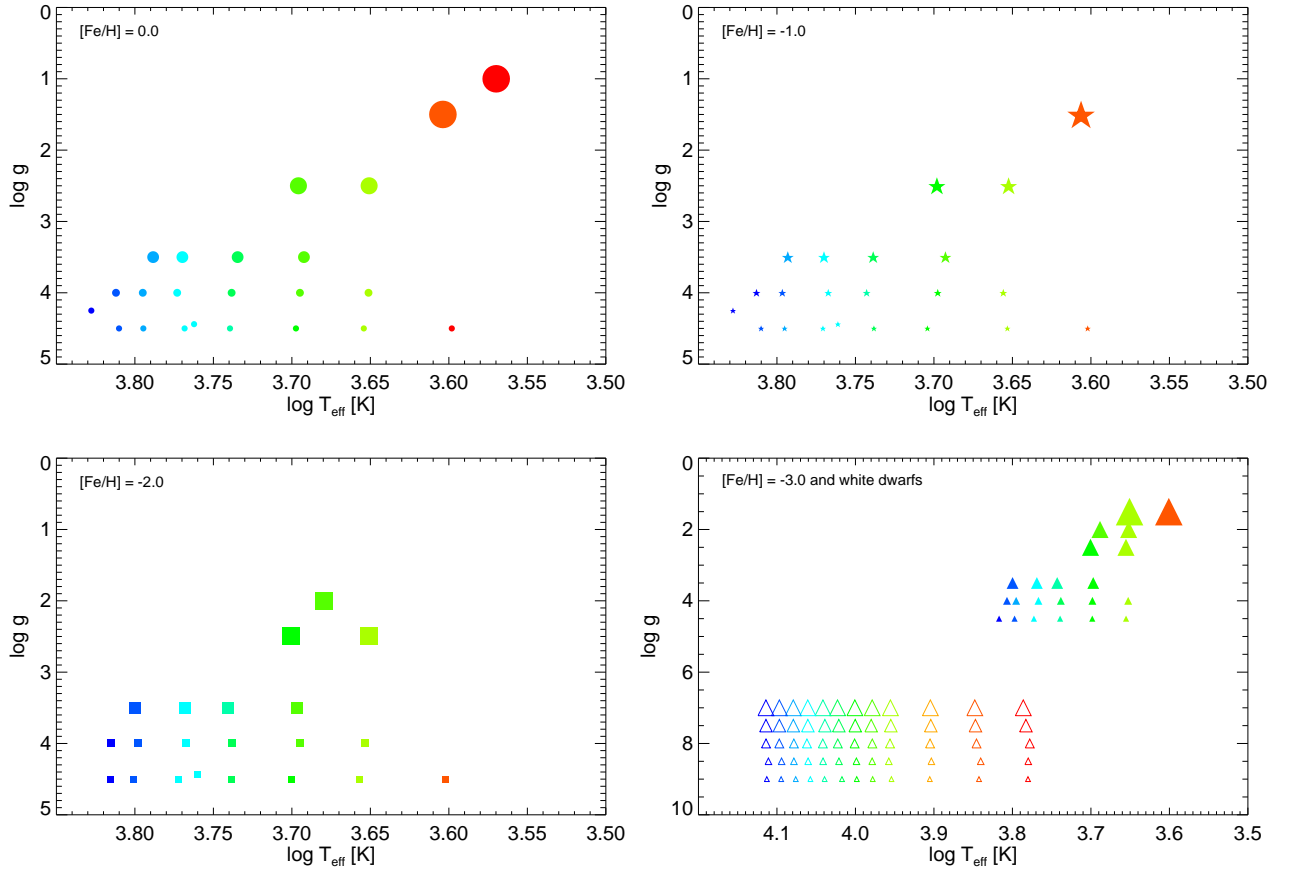 [Fe/H] = 0.0
0
1
2
3
4
5
log g
3.80 3.75 3.70 3.65 3.60 3.55 3.50
log Teff [K]
[Fe/H] = -1.0
0
1
2
3
4
5
log g
3.80 3.75 3.70 3.65 3.60 3.55 3.50
log Teff [K]
[Fe/H] = -2.0
0
1
2
3
4
5
log g
3.80 3.75 3.70 3.65 3.60 3.55 3.50
log Teff [K]
[Fe/H] = -3.0 and white dwarfs
0
2
4
6
8
10
log g
4.1 4.0 3.9 3.8 3.7 3.6 3.5
log Teff [K]